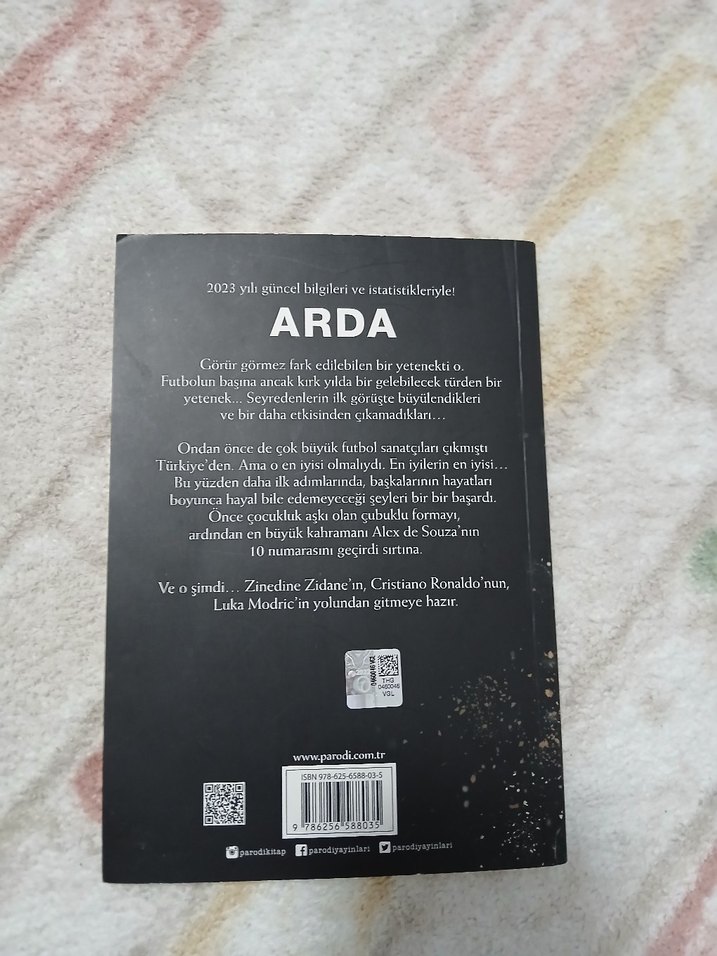 2023 yılı güncel bilgileri ve istatistikleriyle!
ARDA
Görür görmez fark edilebilen bir yetenekti o.
Futbolun başına ancak kırk yılda bir gelebilecek türden bir
yetenek... Seyredenlerin ilk görüşte büyülendikleri
ve bir daha etkisinden çıkamadıkları...
Ondan önce de çok büyük futbol sanatçıları çıkmıştı
Türkiye'den. Ama o en iyisi olmalıydı. En iyilerin en iyisi...
Bu yüzden daha ilk adımlarında, başkalarının hayatları
boyunca hayal bile edemeyeceği şeyleri bir bir başardı.
Önce çocukluk aşkı olan çubuklu formayı,
ardından en büyük kahramanı Alex de Souza'nın
10 numarasını geçirdi sırtına.
Ve o şimdi... Zinedine Zidane'ın, Cristiano Ronaldo'nun,
Luka Modric'in yolundan gitmeye hazır.
0460046 VGL
THG
0460046
VGL
www.parodi.com.tr
ISBN 978-625-6588-03-5
9 786256 588035
parodikitap parodiyayinlari parodiyayinlari